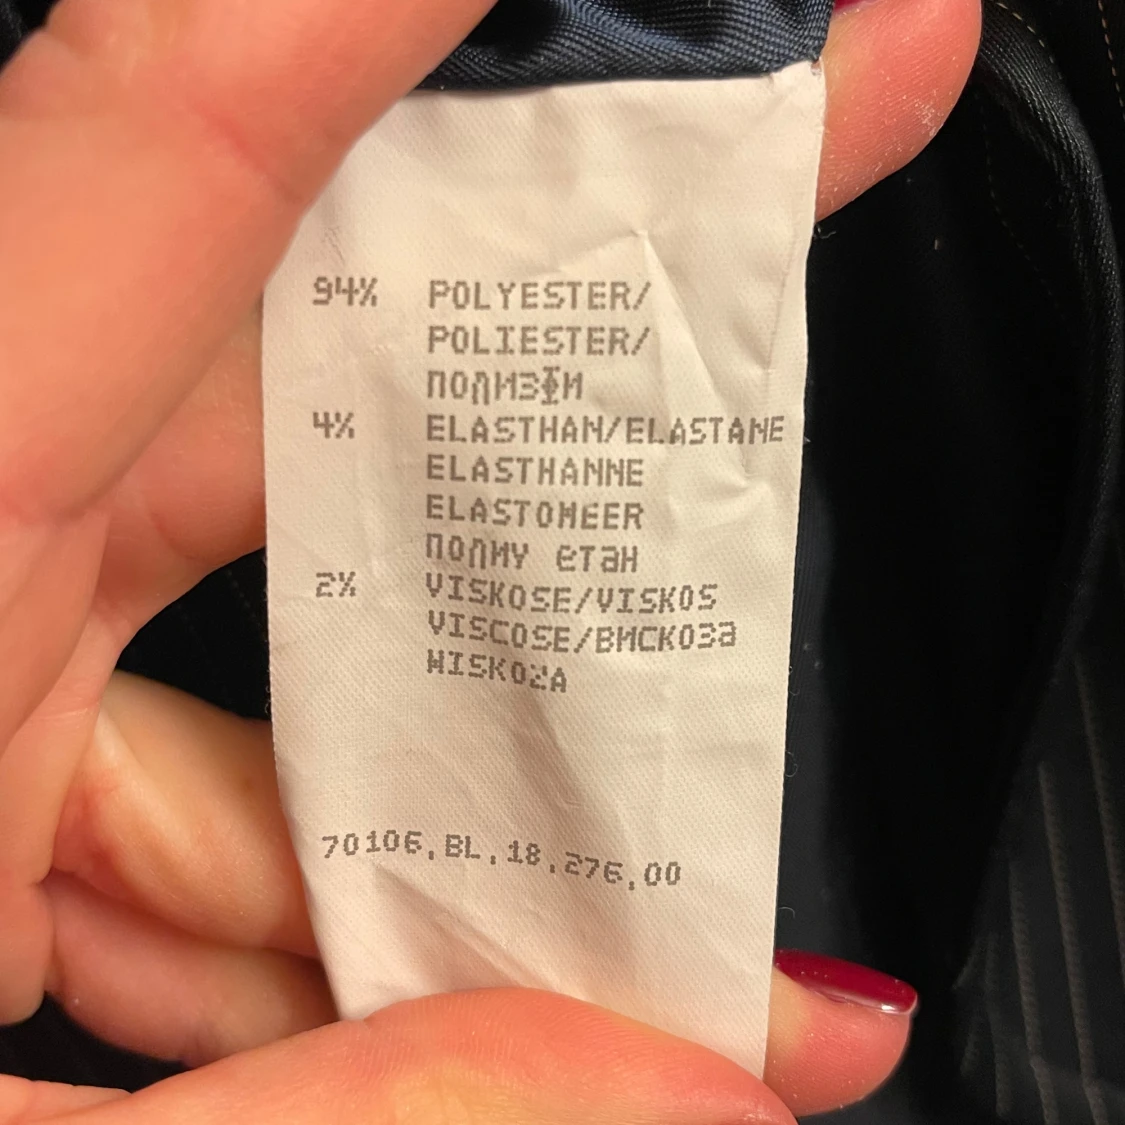 94% POLYESTER/
POLIESTER/
ПОЛИЗФИ
4% ELASTHAN/ELASTANE
ELASTHANNE
ELASTOMEER
ПОЛИУ етан
2% VISKOSE/VISKOS
VISCOSE/ВИСКОЗа
WISKOZA
70106,BL,18,276,00